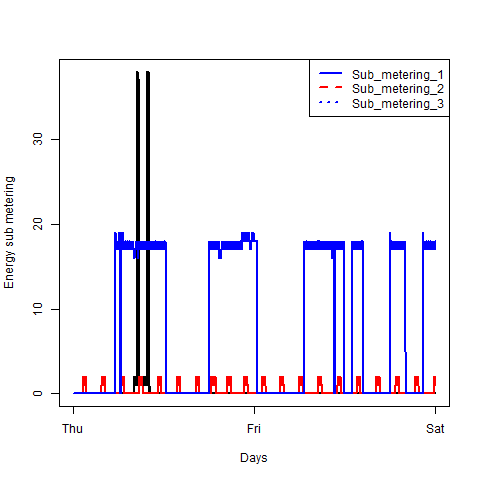 Sub_metering_1
Sub_metering_2
Sub_metering_3
Energy sub metering
30
20
10
0
Thu Fri Sat
Days